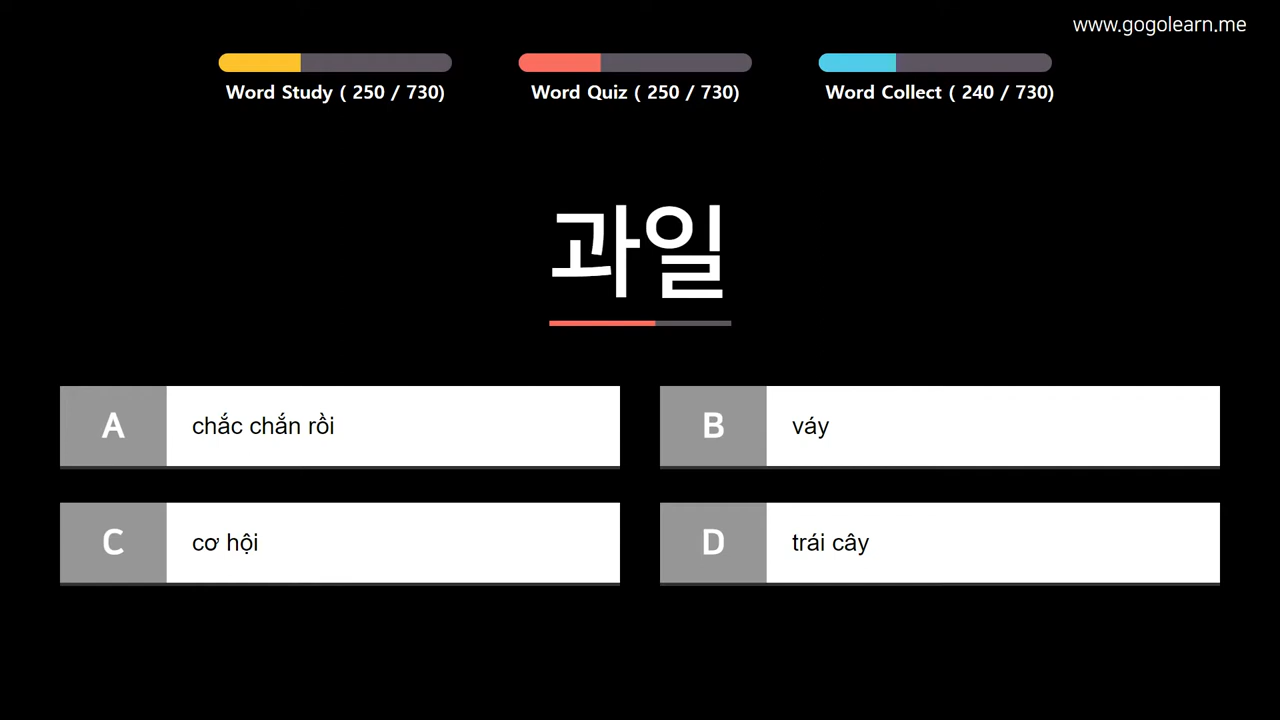 www.gogolearn.me
Word Study ( 250 / 730)
Word Quiz ( 250 / 730)
Word Collect ( 240 / 730)
과일
A chắc chắn rồi
B váy
C cơ hội
D trái cây